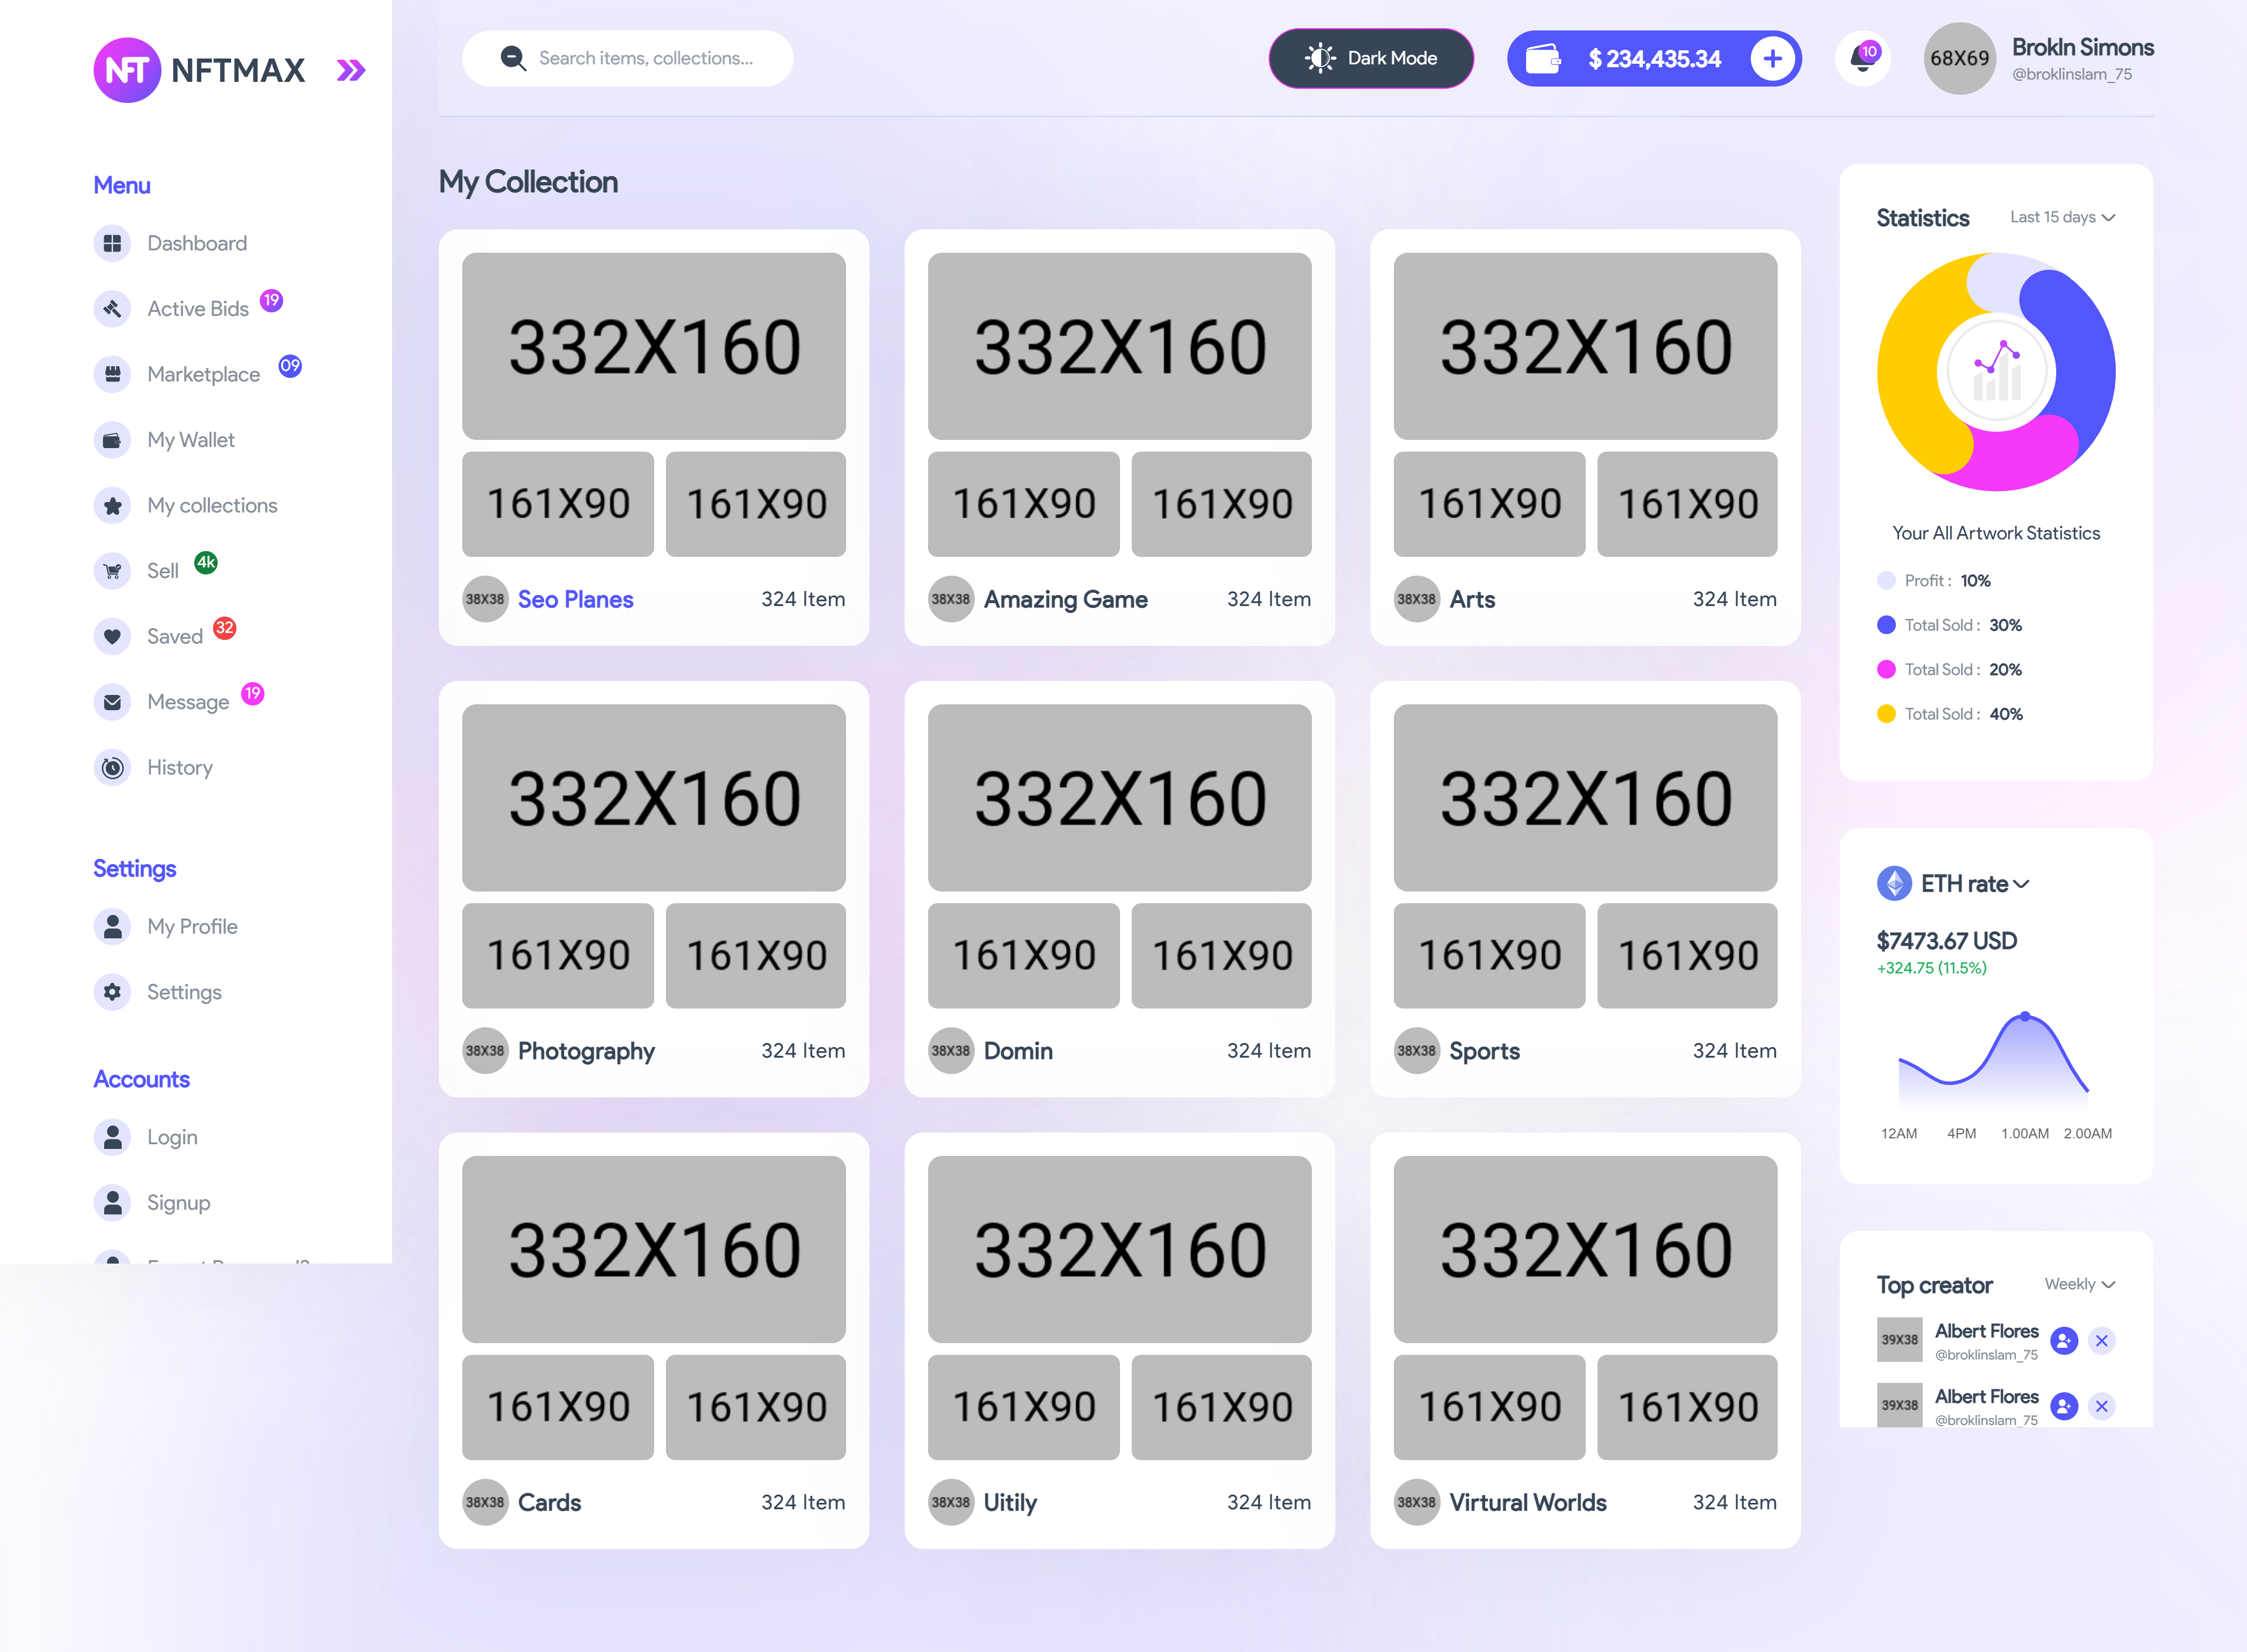 NFT NFTMAX
Menu
Dashboard
Active Bids 19
Marketplace 09
My Wallet
My collections
Sell 4k
Saved 32
Message 19
History
Settings
My Profile
Settings
Accounts
Login
Signup
Search items, collections...
Dark Mode
$ 234,435.34
10
68X69
Brokln Simons
@broklinslam_75
My Collection
332X160
161X90 161X90
38X38 Seo Planes 324 Item
332X160
161X90 161X90
38X38 Amazing Game 324 Item
332X160
161X90 161X90
38X38 Arts 324 Item
332X160
161X90 161X90
38X38 Photography 324 Item
332X160
161X90 161X90
38X38 Domin 324 Item
332X160
161X90 161X90
38X38 Sports 324 Item
332X160
161X90 161X90
38X38 Cards 324 Item
332X160
161X90 161X90
38X38 Uitily 324 Item
332X160
161X90 161X90
38X38 Virtural Worlds 324 Item
Statistics Last 15 days
Your All Artwork Statistics
Profit : 10%
Total Sold : 30%
Total Sold : 20%
Total Sold : 40%
ETH rate
$7473.67 USD
+324.75 (11.5%)
12AM 4PM 1.00AM 2.00AM
Top creator Weekly
39X38 Albert Flores
@broklinslam_75
39X38 Albert Flores
@broklinslam_75